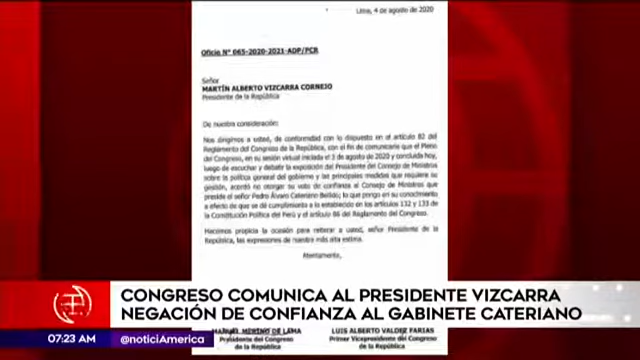 Lima, 4 de agosto de 2020
Oficio Nº 065-2020-2021-ADP/PCR
Señor
MARTÍN ALBERTO VIZCARRA CORNEJO
Presidente de la República
De nuestra consideración:
Nos dirigimos a usted, de conformidad con lo dispuesto en el artículo 82 del
Reglamento del Congreso de la República, con el fin de comunicarle que el Pleno
del Congreso, en su sesión virtual iniciada el 3 de agosto de 2020 y concluida hoy,
luego de escuchar y debatir la exposición del Presidente del Consejo de Ministros
sobre la política general del gobierno y las principales medidas que requiere su
gestión, acordó no otorgar su voto de confianza al Consejo de Ministros que
preside el señor Pedro Álvaro Cateriano Bellido; lo que pongo en su conocimiento
a efecto de que se dé cumplimiento a lo establecido en los artículos 132 y 133 de
la Constitución Política del Perú y el artículo 86 del Reglamento del Congreso.
Hacemos propicia la ocasión para reiterar a usted, señor Presidente de la
República, las expresiones de nuestra más alta estima.
Atentamente,
CONGRESO COMUNICA AL PRESIDENTE VIZCARRA
NEGACIÓN DE CONFIANZA AL GABINETE CATERIANO
07:23 AM @noticiAmerica
MANUEL MERINO DE LAMA LUIS ALBERTO VALDEZ FARIAS
Presidente del Congreso Primer Vicepresidente del Congreso
de la República de la República